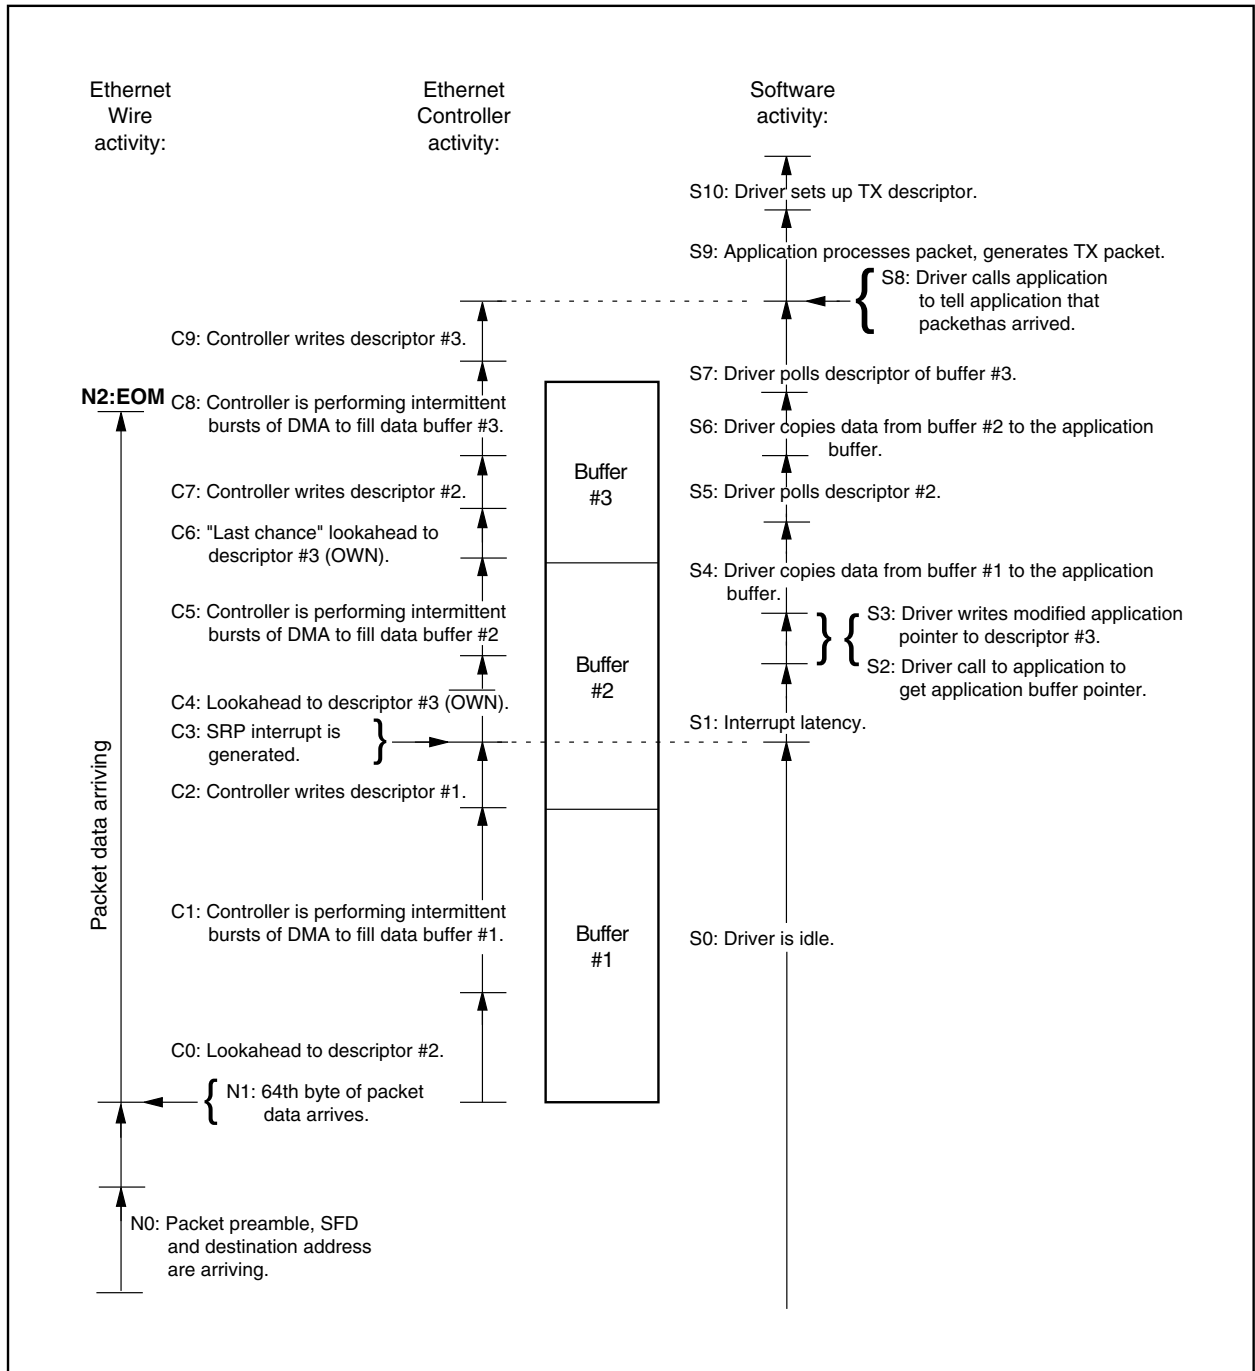 Ethernet
Wire
activity:
Ethernet
Controller
activity:
Software
activity:
S10: Driver sets up TX descriptor.
S9: Application processes packet, generates TX packet.
S8: Driver calls application
to tell application that
packethas arrived.
C9: Controller writes descriptor #3.
S7: Driver polls descriptor of buffer #3.
N2:EOM
C8: Controller is performing intermittent
bursts of DMA to fill data buffer #3.
S6: Driver copies data from buffer #2 to the application
buffer.
Buffer
#3
C7: Controller writes descriptor #2.
S5: Driver polls descriptor #2.
C6: "Last chance" lookahead to
descriptor #3 (OWN).
S4: Driver copies data from buffer #1 to the application
buffer.
C5: Controller is performing intermittent
bursts of DMA to fill data buffer #2
S3: Driver writes modified application
pointer to descriptor #3.
Buffer
#2
S2: Driver call to application to
get application buffer pointer.
C4: Lookahead to descriptor #3 (OWN).
S1: Interrupt latency.
C3: SRP interrupt is
generated.
C2: Controller writes descriptor #1.
Packet data arriving
C1: Controller is performing intermittent
bursts of DMA to fill data buffer #1.
Buffer
#1
S0: Driver is idle.
C0: Lookahead to descriptor #2.
N1: 64th byte of packet
data arrives.
N0: Packet preamble, SFD
and destination address
are arriving.